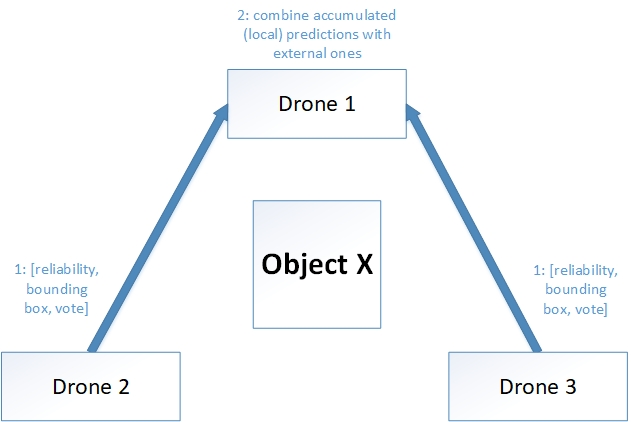 2: combine accumulated
(local) predictions with
external ones
Drone 1
Object X
1: [reliability,
bounding
box, vote]
1: [reliability,
bounding
box, vote]
Drone 2
Drone 3